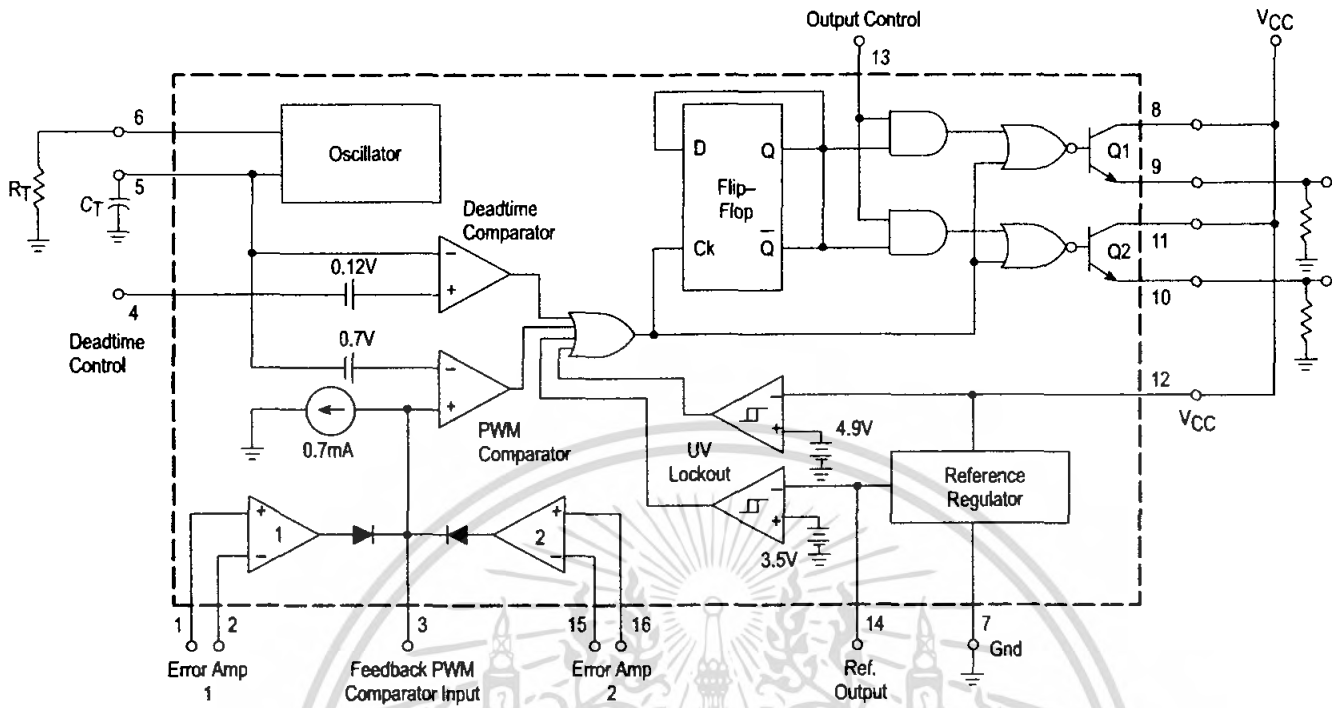 Output Control
VCC
13
6
Oscillator
RT
5
CT
Deadtime
Comparator
0.12V
4
Deadtime
Control
0.7V
0.7mA
PWM
Comparator
D
Q
Flip–
Flop
Ck
Q
8
Q1
9
11
Q2
10
12
VCC
4.9V
UV
Lockout
Reference
Regulator
3.5V
1
2
1
2
3
15
16
14
7
Gnd
Error Amp
1
Feedback PWM
Comparator Input
Error Amp
2
Ref.
Output